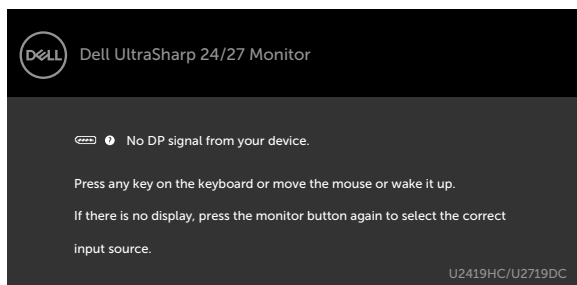 DELL
Dell UltraSharp 24/27 Monitor
? No DP signal from your device.
Press any key on the keyboard or move the mouse or wake it up.
If there is no display, press the monitor button again to select the correct
input source.
U2419HC/U2719DC